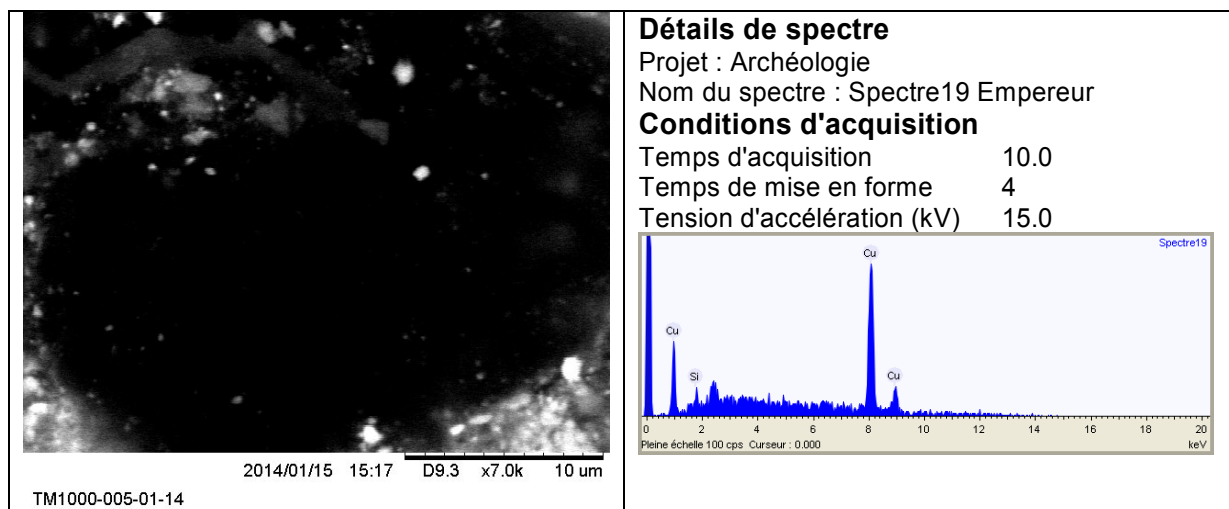 2014/01/15 15:17 D9.3 x7.0k 10 um
TM1000-005-01-14
Détails de spectre
Projet : Archéologie
Nom du spectre : Spectre19 Empereur
Conditions d'acquisition
Temps d'acquisition 10.0
Temps de mise en forme 4
Tension d'accélération (kV) 15.0
Spectre19
Cu
Cu
Si
Cu
0 2 4 6 8 10 12 14 16 18 20
Pleine échelle 100 cps Curseur : 0.000 keV